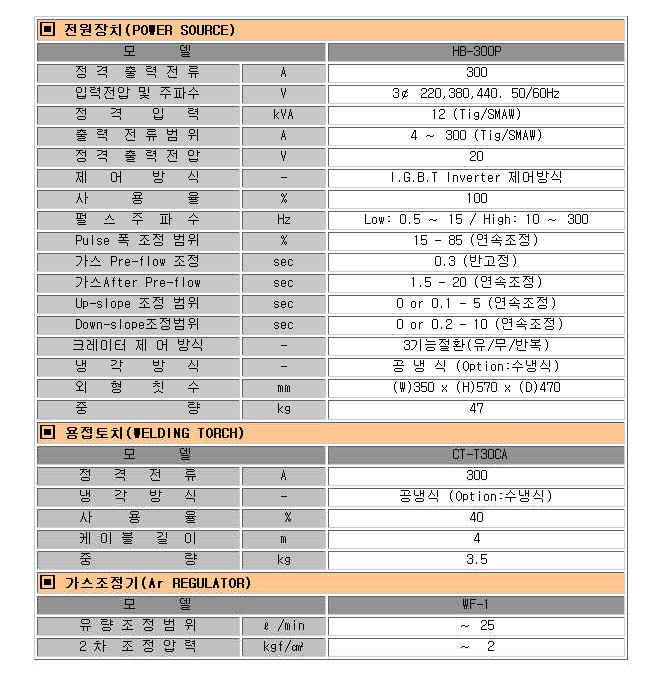 ▣ 전원장치(POWER SOURCE)
모 델 HB-300P
정 격 출 력 전 류 A 300
입력전압 및 주파수 V 3¢ 220,380,440. 50/60Hz
정 격 입 력 kVA 12 (Tig/SMAW)
출 력 전 류 범 위 A 4 ~ 300 (Tig/SMAW)
정 격 출 력 전 압 V 20
제 어 방 식 - I.G.B.T Inverter 제어방식
사 용 율 % 100
펄 스 주 파 수 Hz Low: 0.5 ~ 15 / High: 10 ~ 300
Pulse 폭 조정 범위 % 15 - 85 (연속조정)
가스 Pre-flow 조정 sec 0.3 (반고정)
가스After Pre-flow sec 1.5 - 20 (연속조정)
Up-slope 조정 범위 sec 0 or 0.1 - 5 (연속조정)
Down-slope조정범위 sec 0 or 0.2 - 10 (연속조정)
크레이터 제 어 방식 - 3기능절환(유/무/반복)
냉 각 방 식 - 공 냉 식 (Option:수냉식)
외 형 칫 수 mm (W)350 x (H)570 x (D)470
중 량 kg 47
▣ 용접토치(WELDING TORCH)
모 델 CT-T30CA
정 격 전 류 A 300
냉 각 방 식 - 공냉식 (Option:수냉식)
사 용 율 % 40
케 이 블 길 이 m 4
중 량 kg 3.5
▣ 가스조정기(Ar REGULATOR)
모 델 WF-1
유 량 조 정 범 위 ℓ /min ~ 25
2 차 조 정 압 력 kgf/㎠ ~ 2